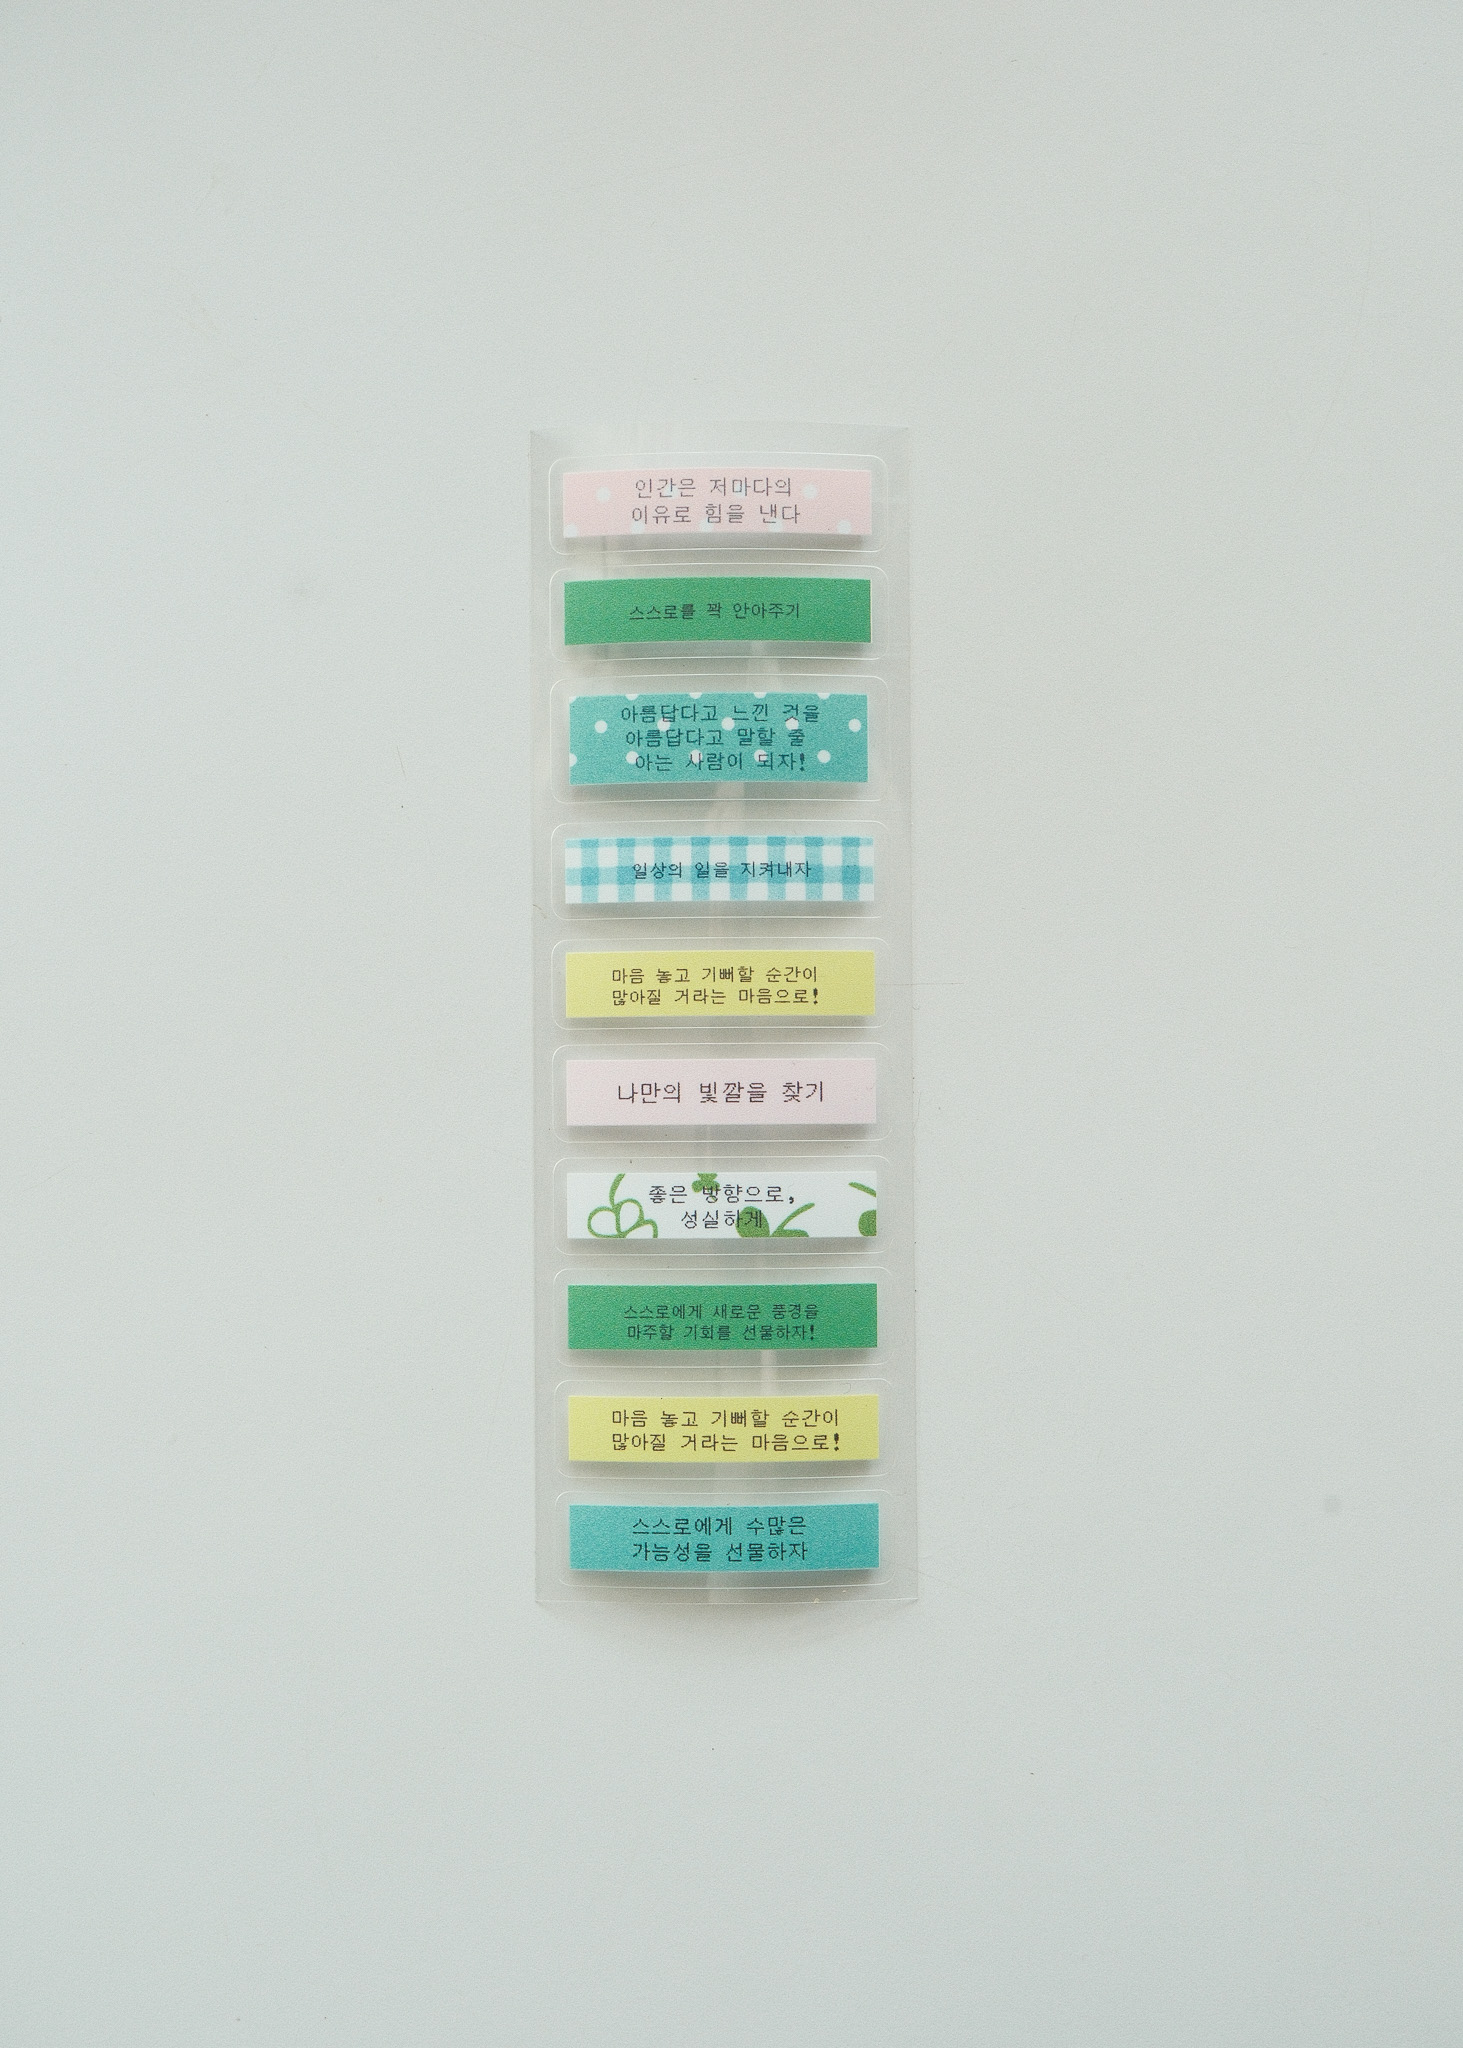 인간은 저마다의
이유로 힘을 낸다
스스로를 꽉 안아주기
아름답다고 느낀 것을
아름답다고 말할 줄
아는 사람이 되자!
일상의 일을 지켜내자
마음 놓고 기뻐할 순간이
많아질 거라는 마음으로!
나만의 빛깔을 찾기
좋은 방향으로,
성실하게
스스로에게 새로운 풍경을
마주할 기회를 선물하자!
마음 놓고 기뻐할 순간이
많아질 거라는 마음으로!
스스로에게 수많은
가능성을 선물하자